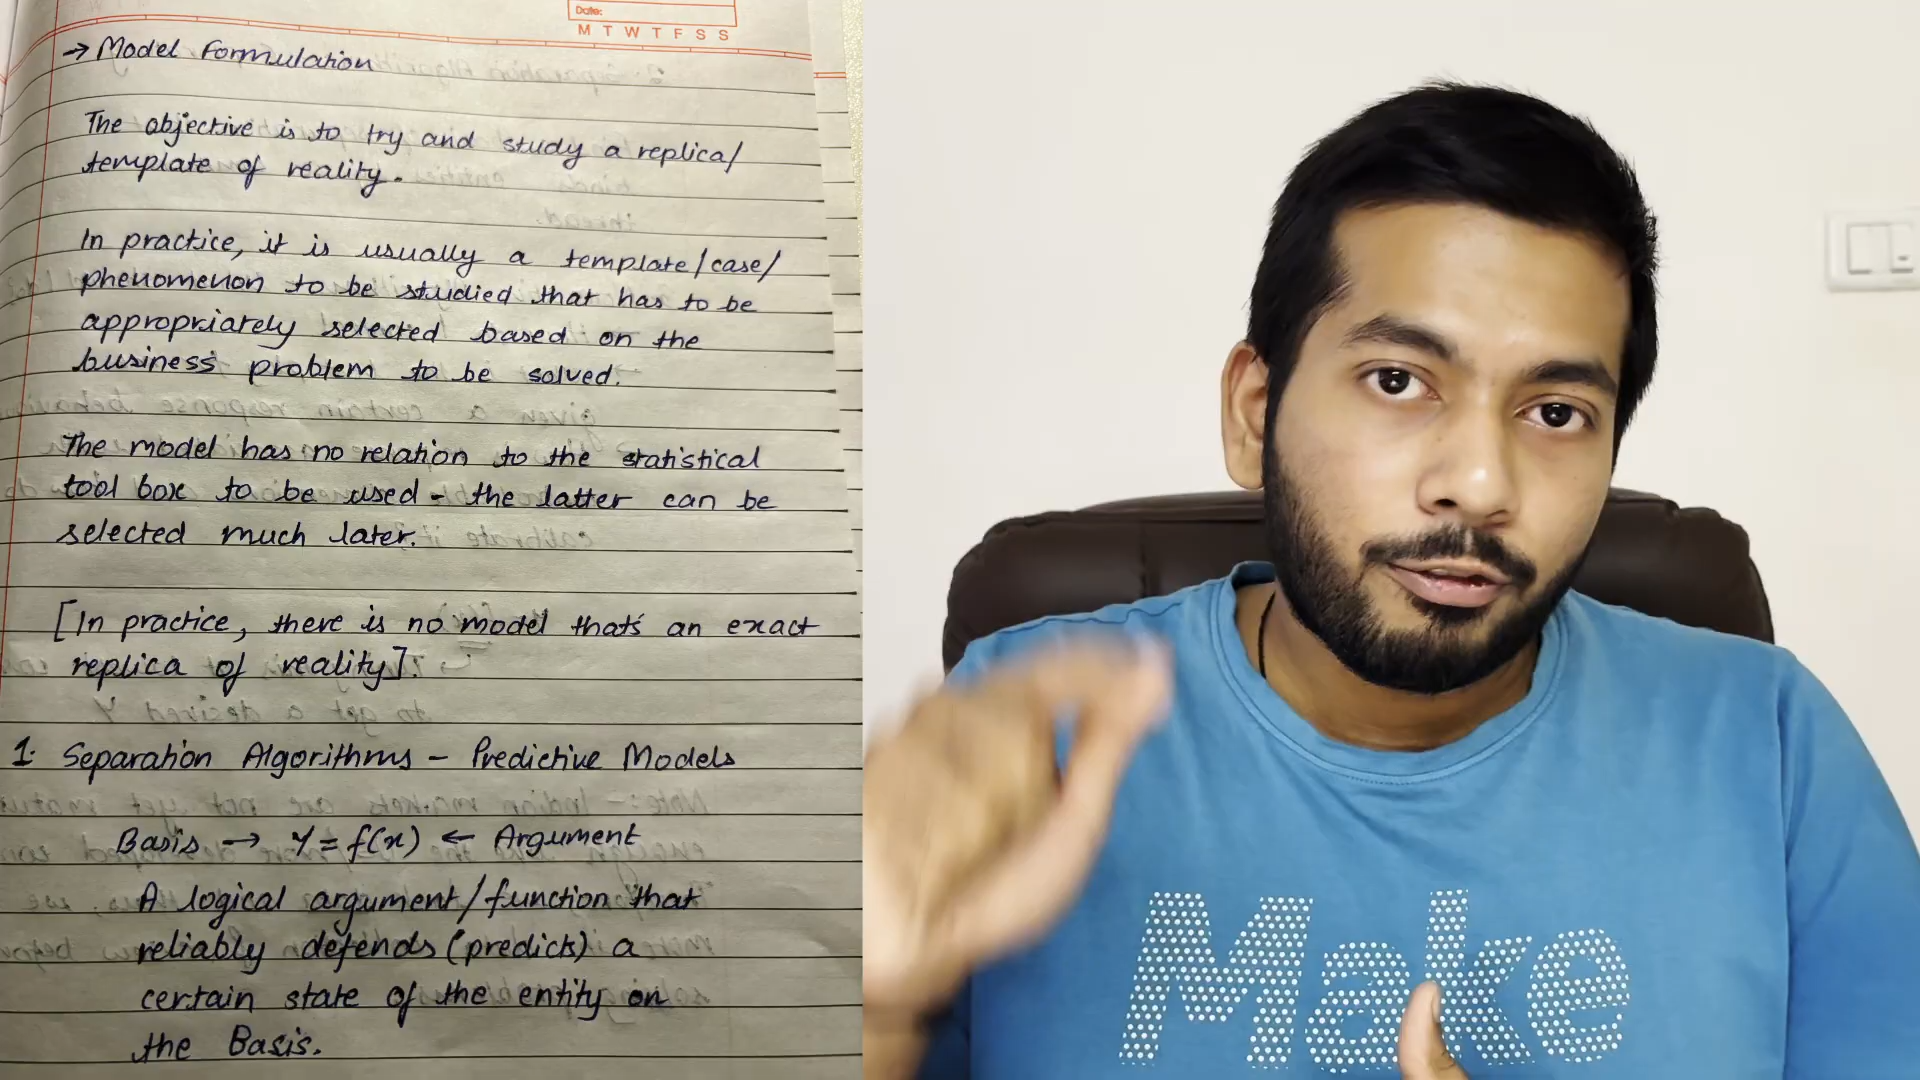 Date:
M T W T F S S
→ Model Formulation
The objective is to try and study a replica/
template of reality.
In practice, it is usually a template/case/
phenomenon to be studied that has to be
appropriately selected based on the
business problem to be solved.
The model has no relation to the statistical
tool box to be used - the latter can be
selected much later.
[In practice, there is no model that's an exact
replica of reality].
1. Separation Algorithms - Predictive Models
Basis → Y = f(x) ← Argument
A logical argument/function that
reliably defends (predicts) a
certain state of the entity on
the Basis.
Make